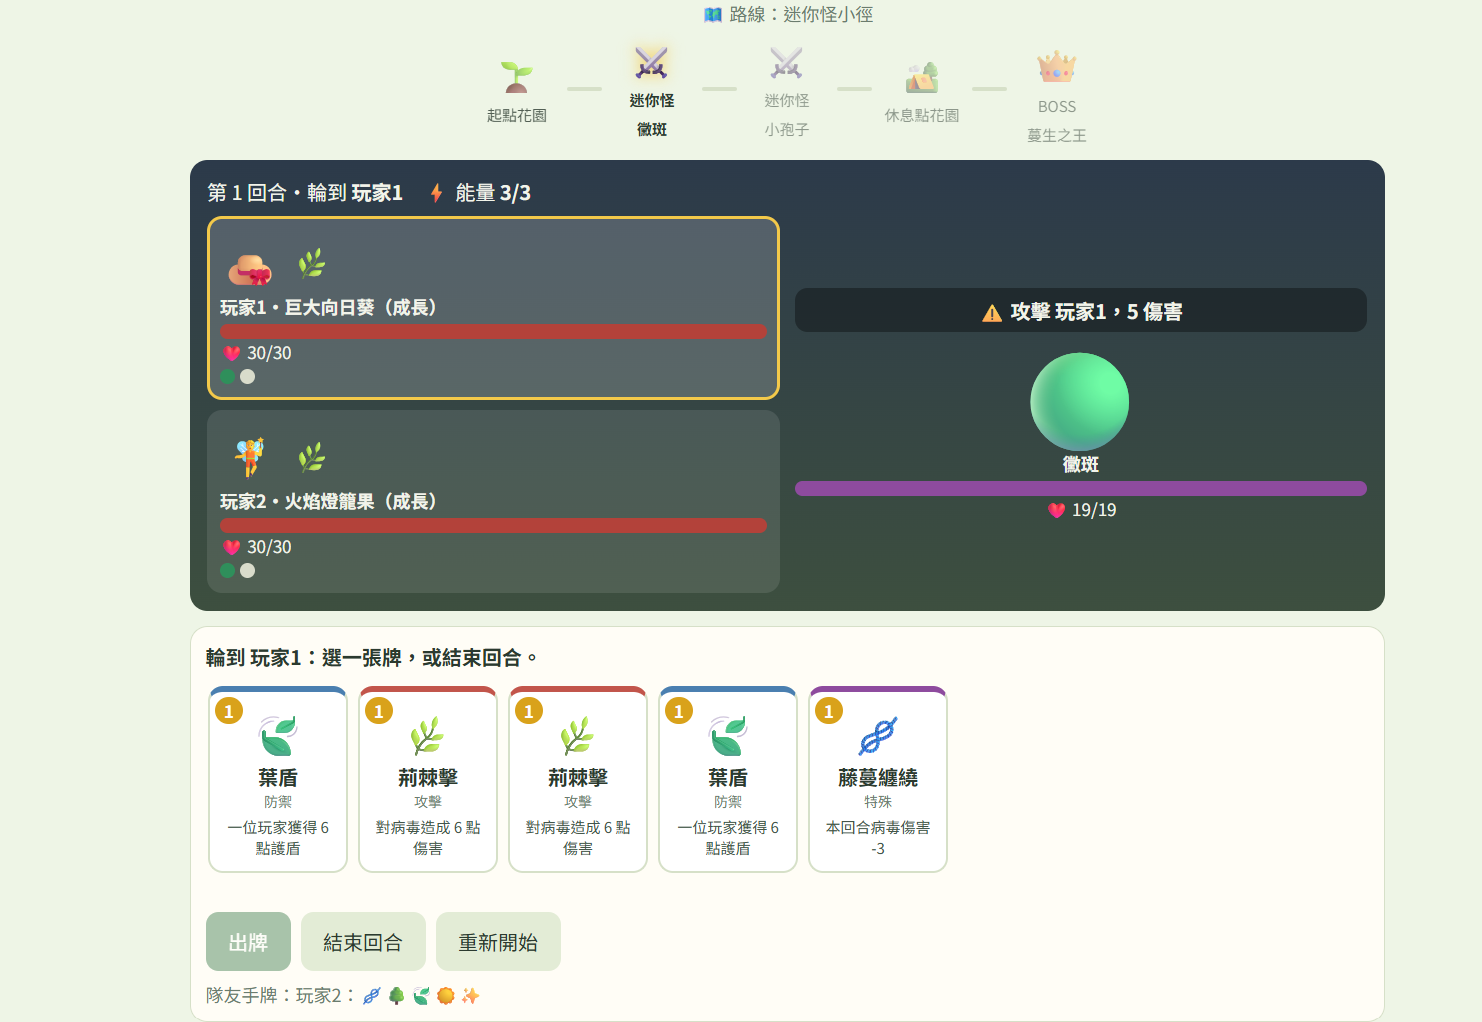 路線：迷你怪小徑
起點花園
迷你怪
黴斑
迷你怪
小孢子
休息點花園
BOSS
蔓生之王
第 1 回合・輪到 玩家1 能量 3/3
玩家1・巨大向日葵（成長）
30/30
玩家2・火焰燈籠果（成長）
30/30
攻擊 玩家1，5 傷害
黴斑
19/19
輪到 玩家1：選一張牌，或結束回合。
1
葉盾
防禦
一位玩家獲得 6
點護盾
1
荊棘擊
攻擊
對病毒造成 6 點
傷害
1
荊棘擊
攻擊
對病毒造成 6 點
傷害
1
葉盾
防禦
一位玩家獲得 6
點護盾
1
藤蔓纏繞
特殊
本回合病毒傷害
-3
出牌
結束回合
重新開始
隊友手牌：玩家2：